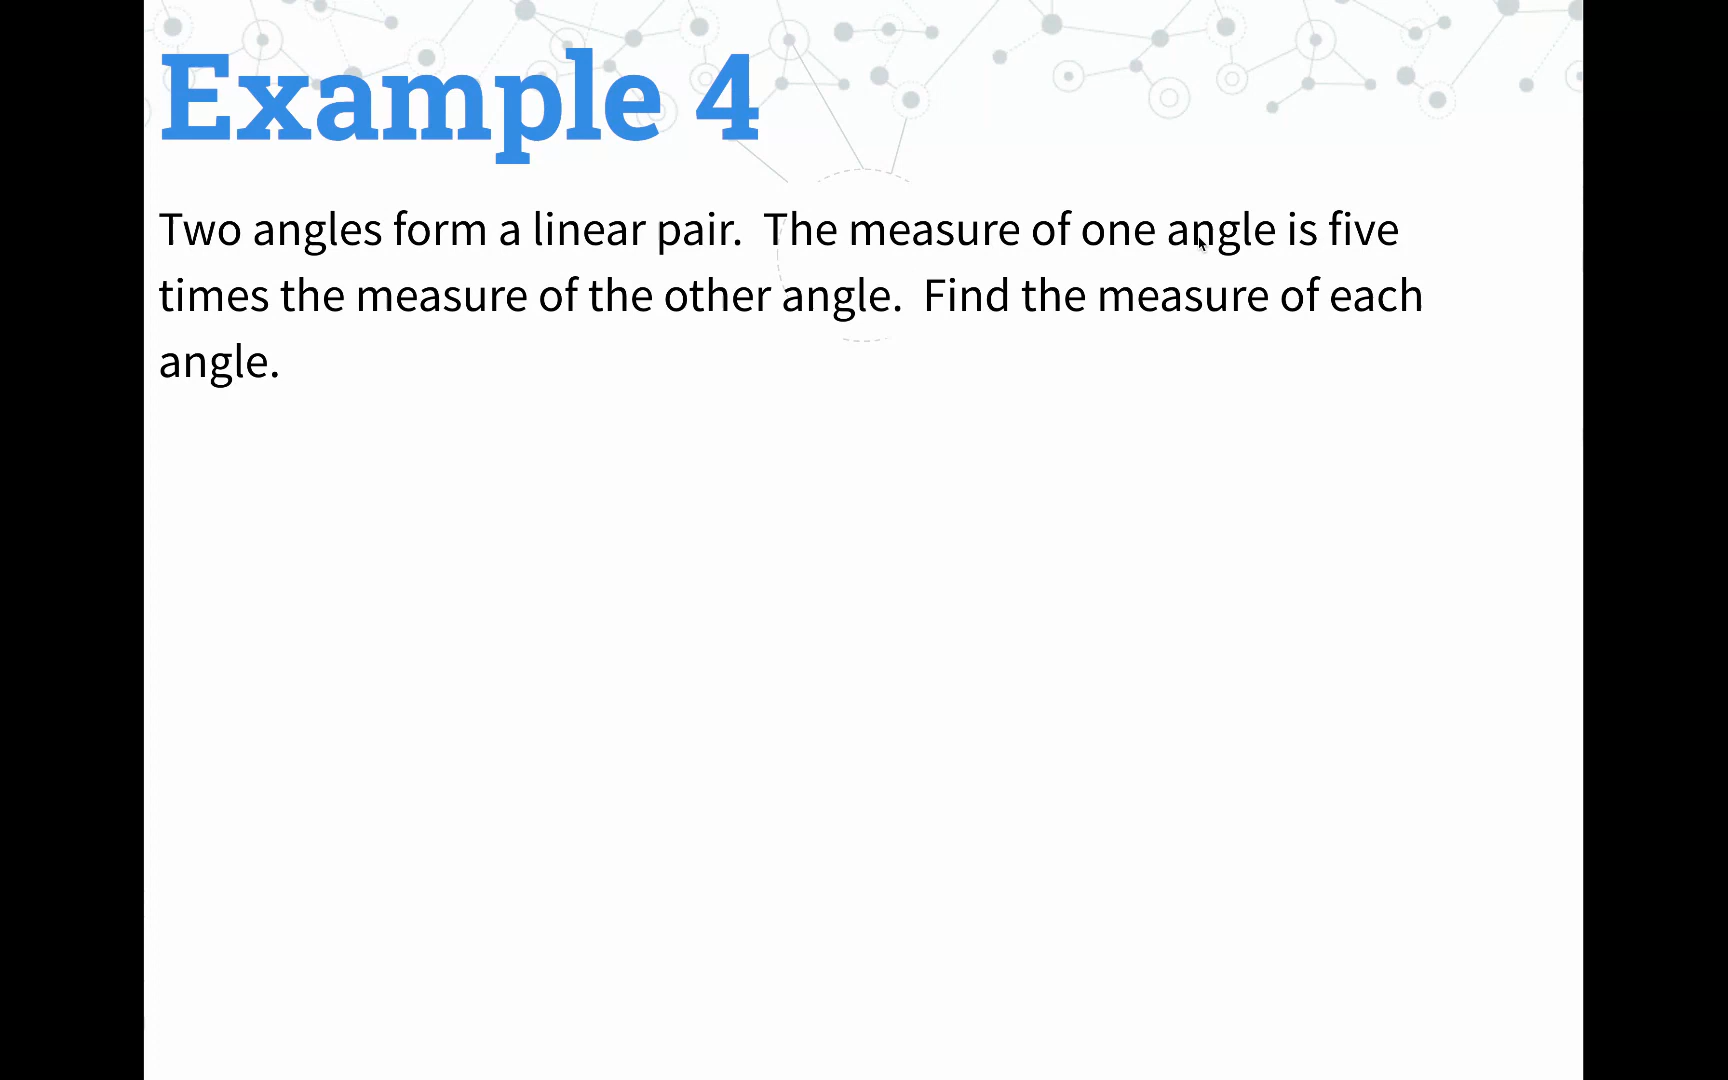 Example 4
Two angles form a linear pair.  The measure of one angle is five
times the measure of the other angle.  Find the measure of each
angle.